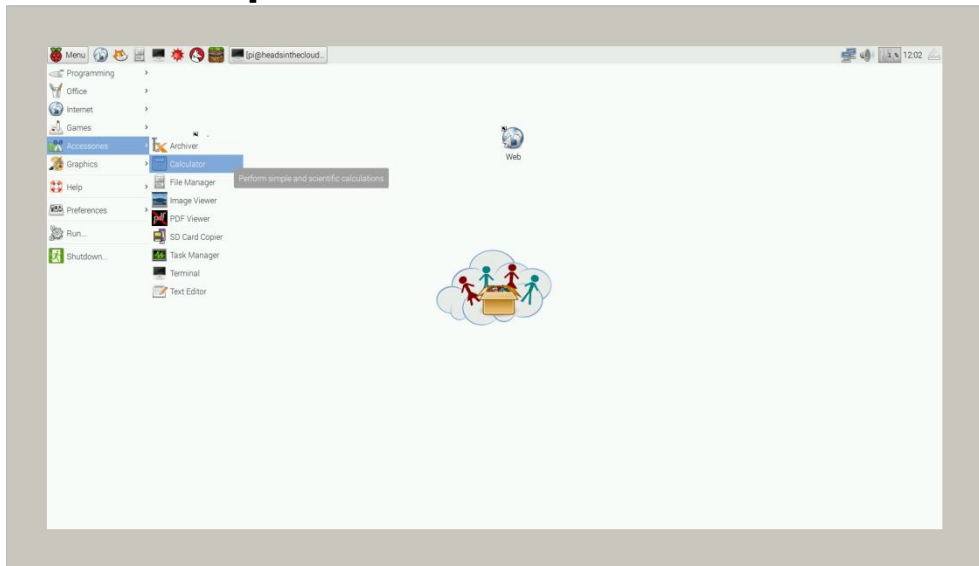 Menu
[pi@headsinthecloud..
12:02
Programming
Office
Internet
Games
Accessories
Graphics
Help
Preferences
Run...
Shutdown...
Archiver
Calculator
File Manager
Image Viewer
PDF Viewer
SD Card Copier
Task Manager
Terminal
Text Editor
Perform simple and scientific calculations
Web